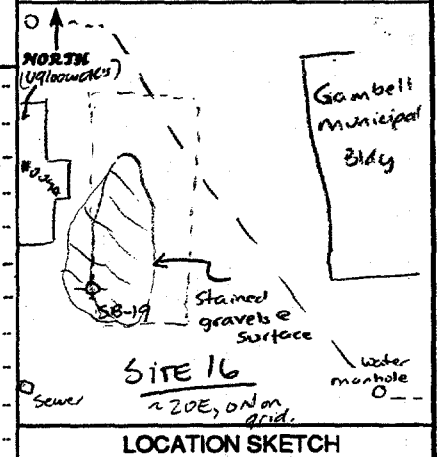 NORTH
Gambell
Municipal
Bldg
SB-19
Stained
gravels @
surface
SITE 16
~20E, 0N on
grid.
Sewer
water
manhole
LOCATION SKETCH